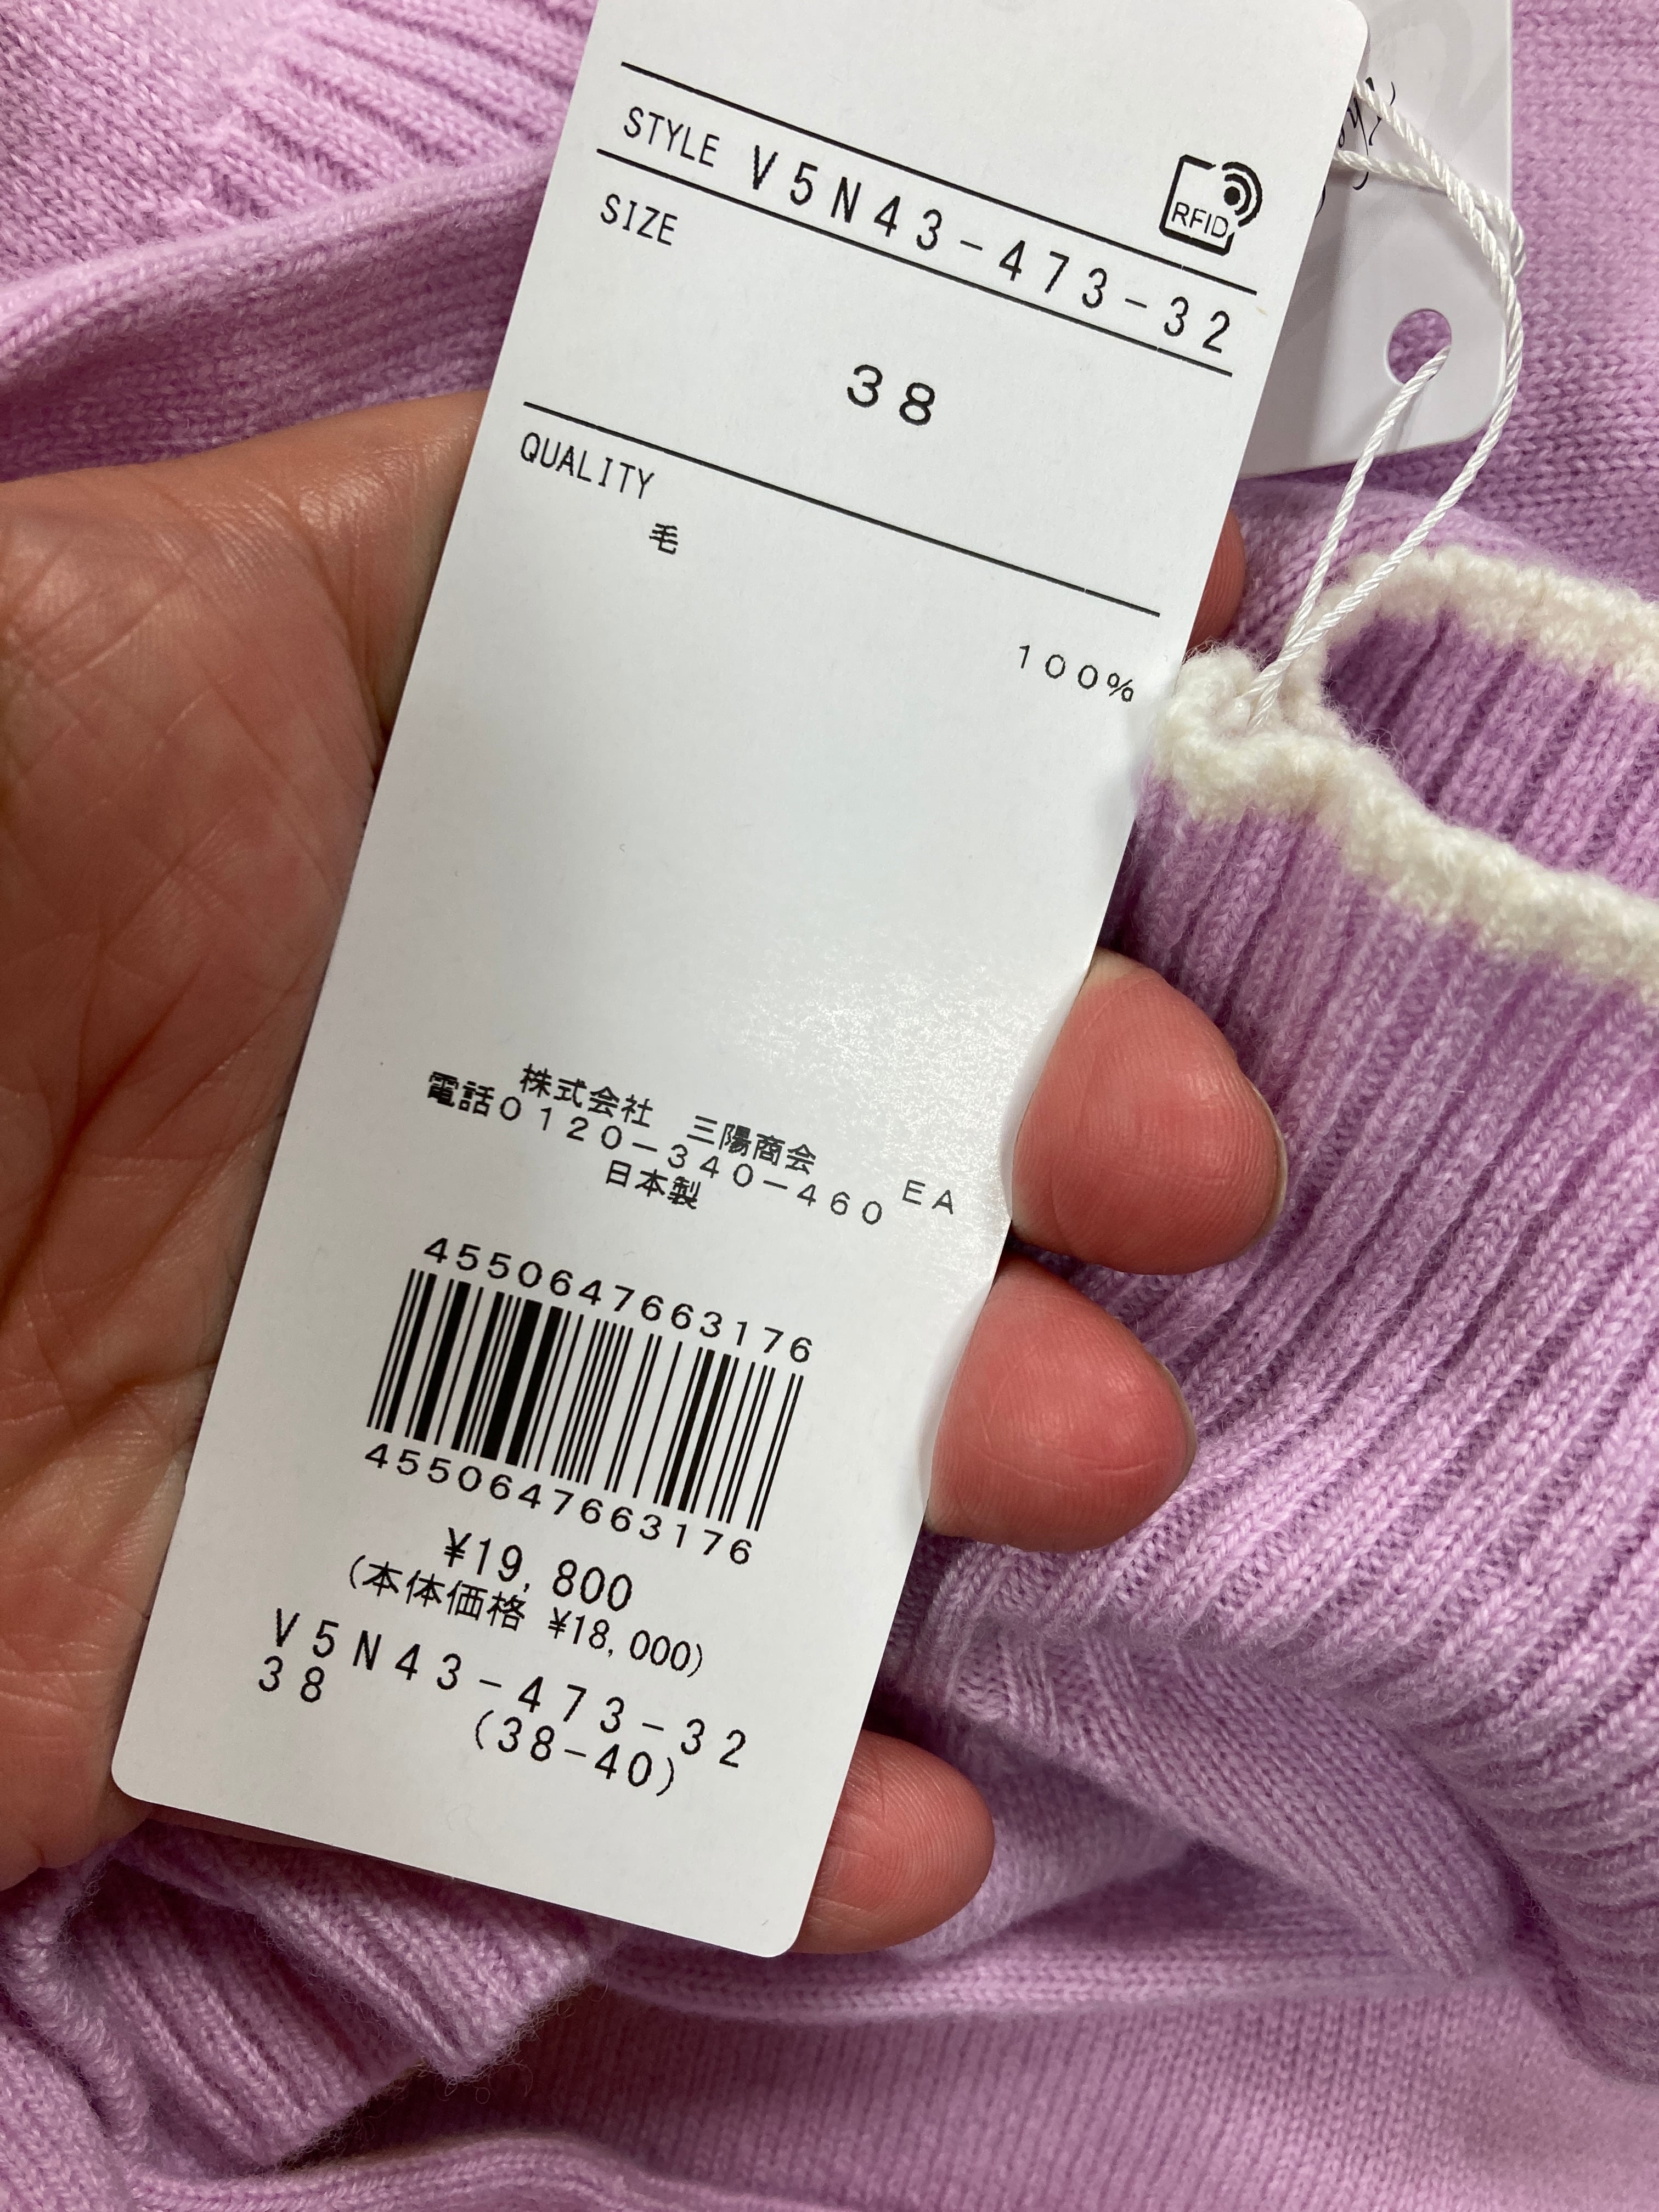 STYLE V5N43-473-32
RFID
SIZE
38
QUALITY
毛
100%
株式会社 三陽商会
電話0120-340-460 EA
日本製
4550647663176
4550647663176
¥19,800
(本体価格 ¥18,000)
V5N43-473-32
38
(38-40)